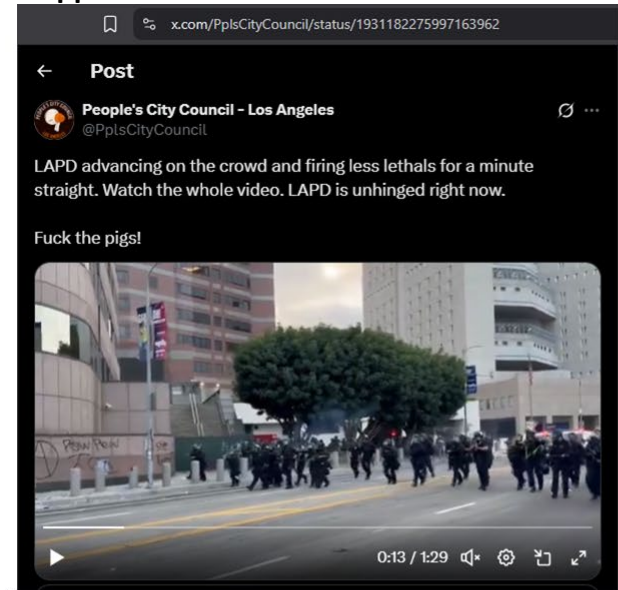 x.com/PplsCityCouncil/status/1931182275997163962
Post
People's City Council - Los Angeles
@PplsCityCouncil
LAPD advancing on the crowd and firing less lethals for a minute
straight. Watch the whole video. LAPD is unhinged right now.
Fuck the pigs!
0:13 / 1:29